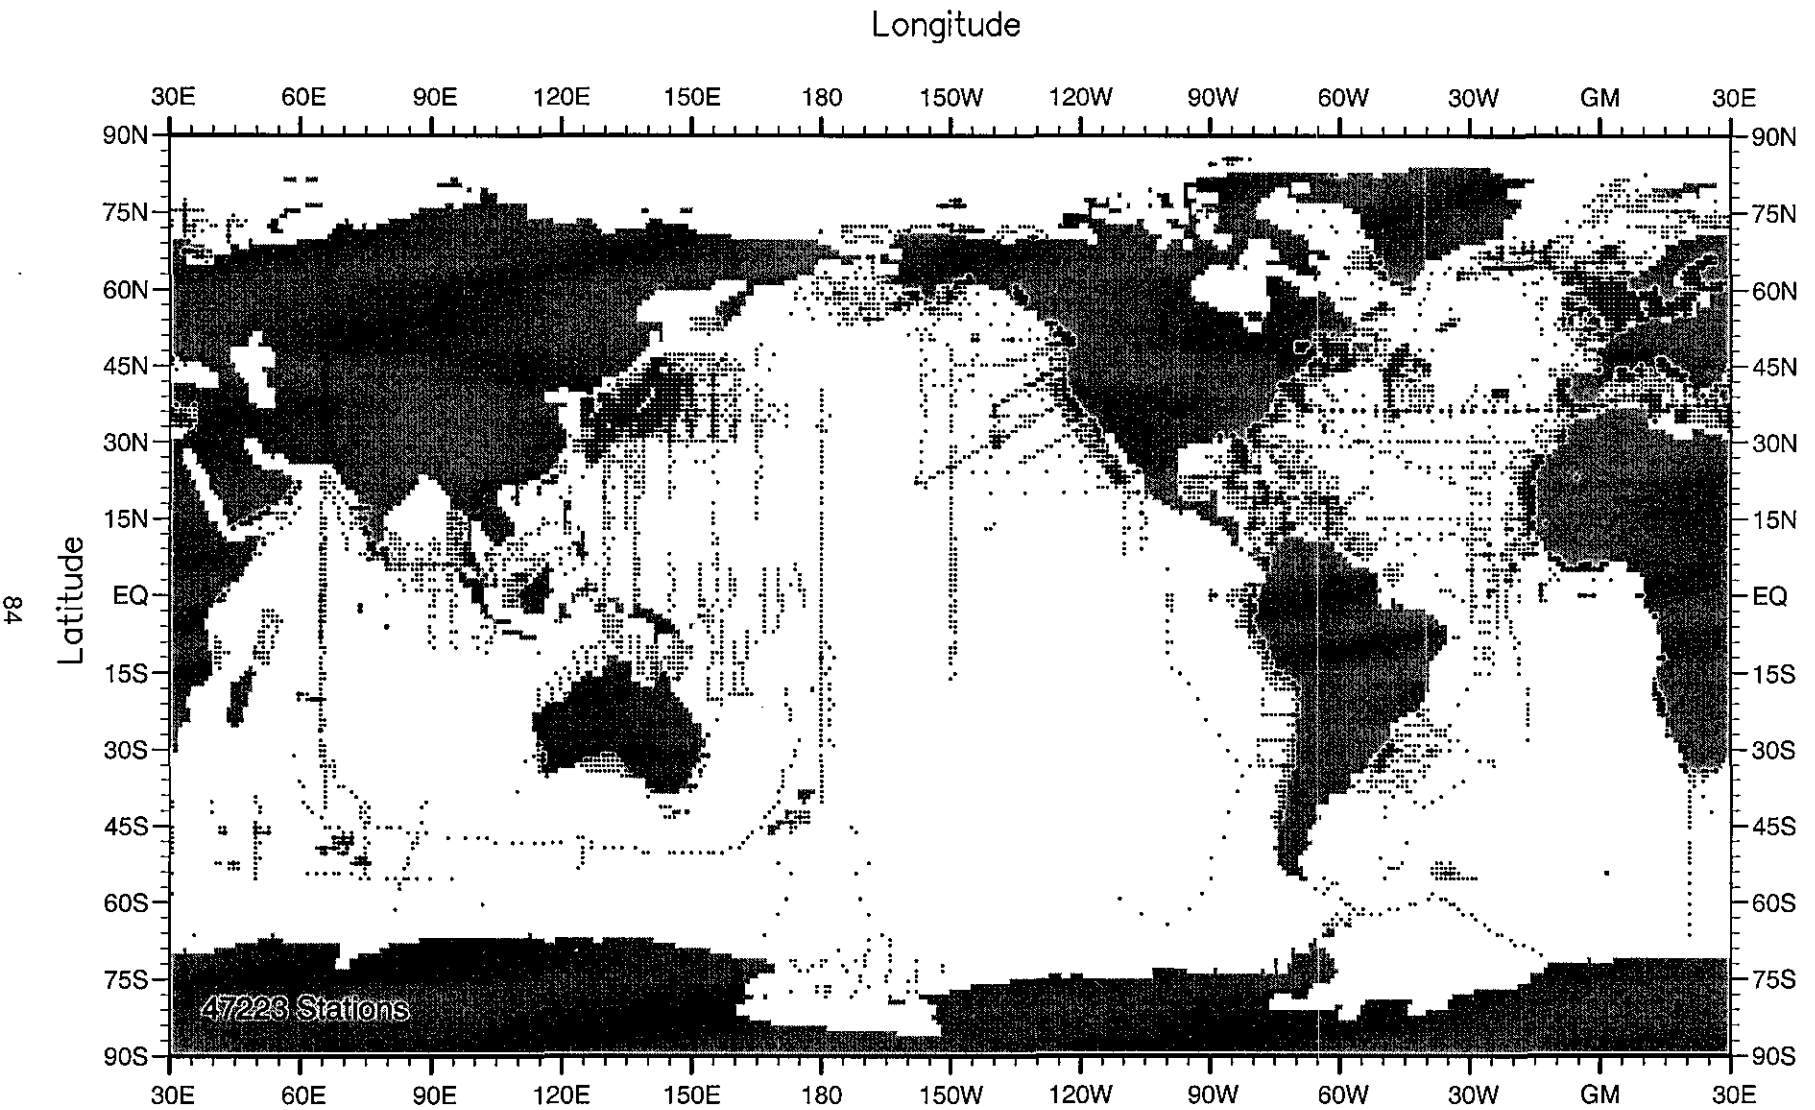 Longitude
30E 60E 90E 120E 150E 180 150W 120W 90W 60W 30W GM 30E
90N 90N
75N 75N
60N 60N
45N 45N
30N 30N
15N 15N
EQ EQ
15S 15S
30S 30S
45S 45S
60S 60S
75S 75S
90S 90S
Latitude
84
47223 Stations
30E 60E 90E 120E 150E 180 150W 120W 90W 60W 30W GM 30E